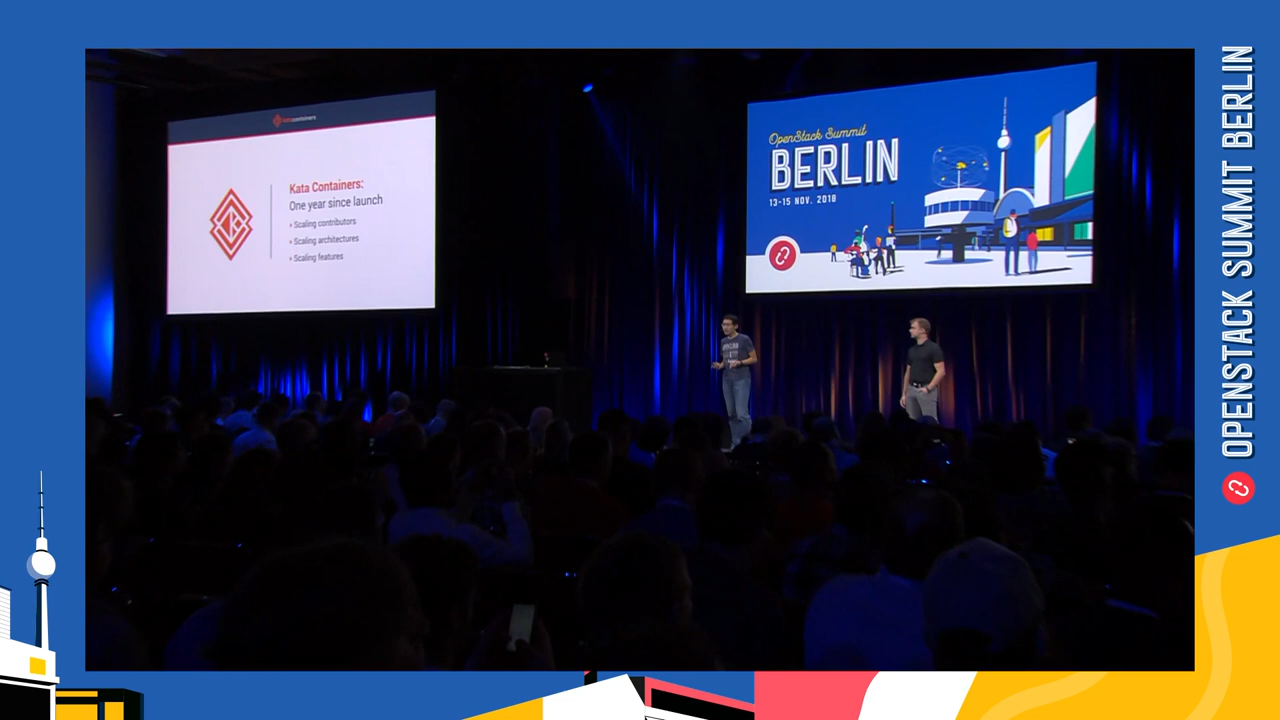 katacontainers
Kata Containers:
One year since launch
› Scaling contributors
› Scaling architectures
› Scaling features
OpenStack Summit
BERLIN
13-15 NOV. 2018
OPENSTACK SUMMIT BERLIN